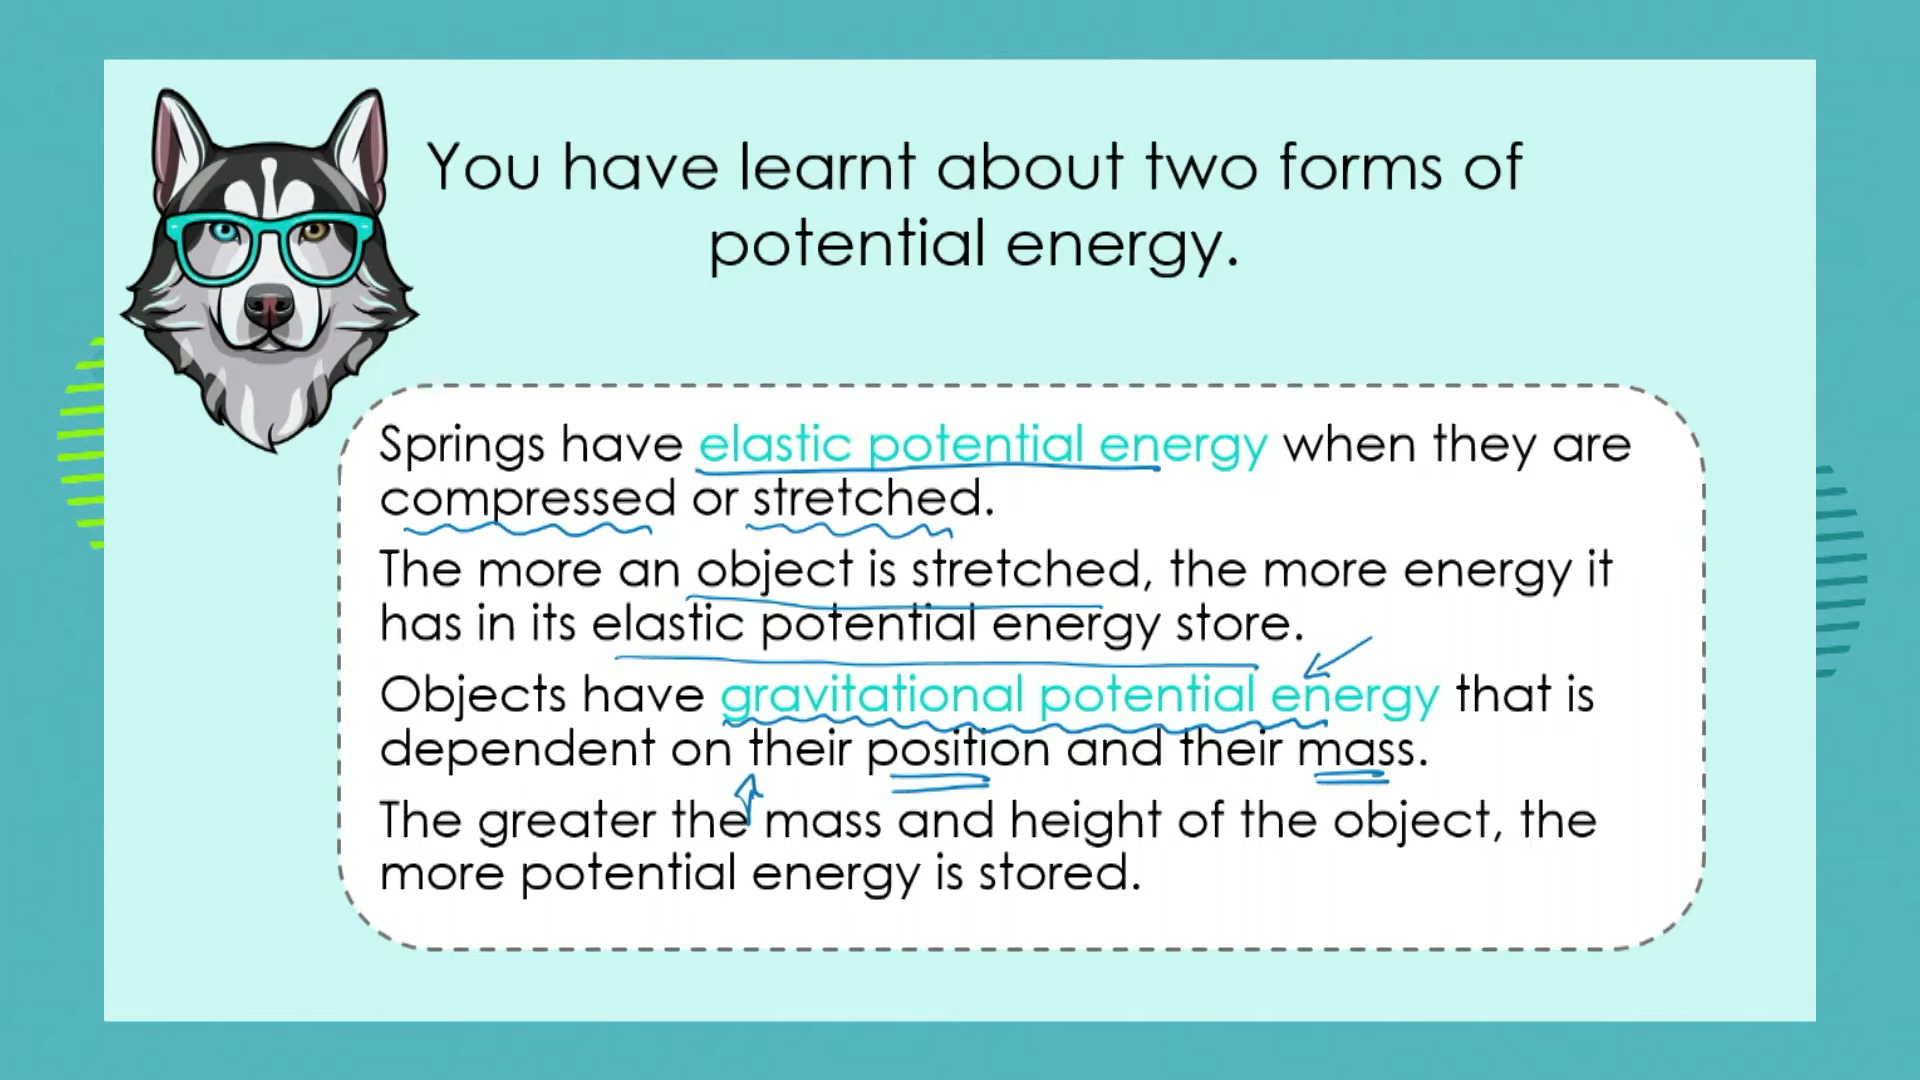 You have learnt about two forms of
potential energy.
Springs have elastic potential energy when they are
compressed or stretched.
The more an object is stretched, the more energy it
has in its elastic potential energy store.
Objects have gravitational potential energy that is
dependent on their position and their mass.
The greater the mass and height of the object, the
more potential energy is stored.